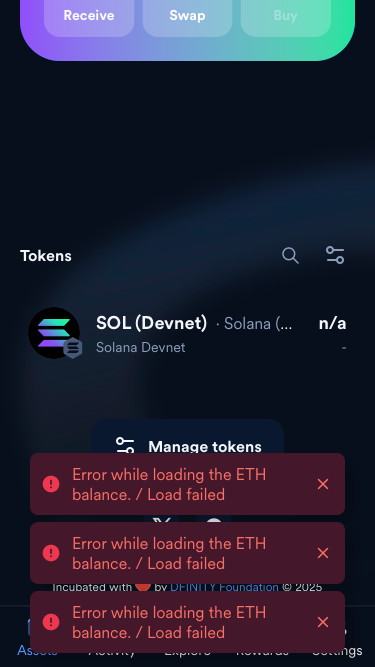 Receive
Swap
Buy
Tokens
SOL (Devnet) · Solana (... n/a
Solana Devnet -
Manage tokens
Error while loading the ETH
balance. / Load failed
Error while loading the ETH
balance. / Load failed
Incubated with ❤️ by DFINITY Foundation © 2025
Error while loading the ETH
balance. / Load failed
Assets
Activity
Explore
Rewards
Settings